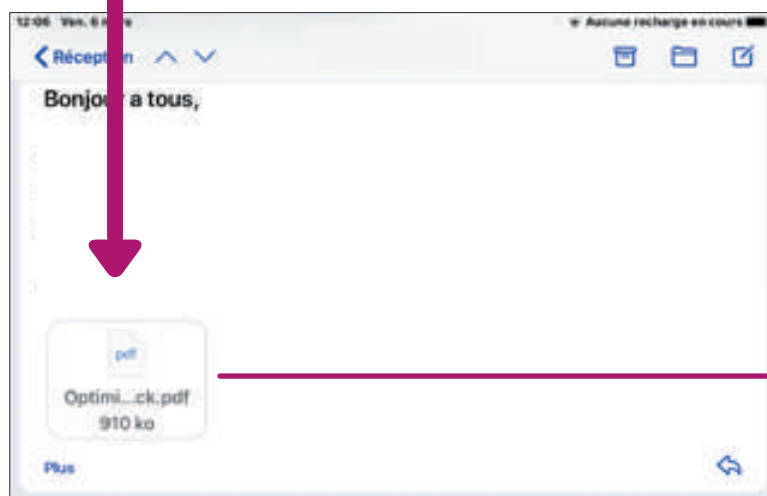 12:06 Ven. 6 Aucune recharge en cours
Réception
Bonjour a tous,
pdf
Optimi...ck.pdf
910 ko
Plus